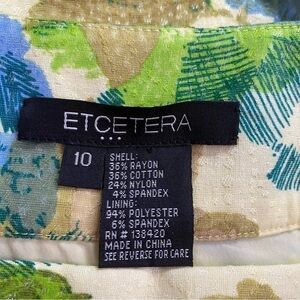 ETCETERA
10
SHELL:
36% RAYON
36% COTTON
24% NYLON
4% SPANDEX
LINING:
94% POLYESTER
6% SPANDEX
RN # 138420
MADE IN CHINA
SEE REVERSE FOR CARE